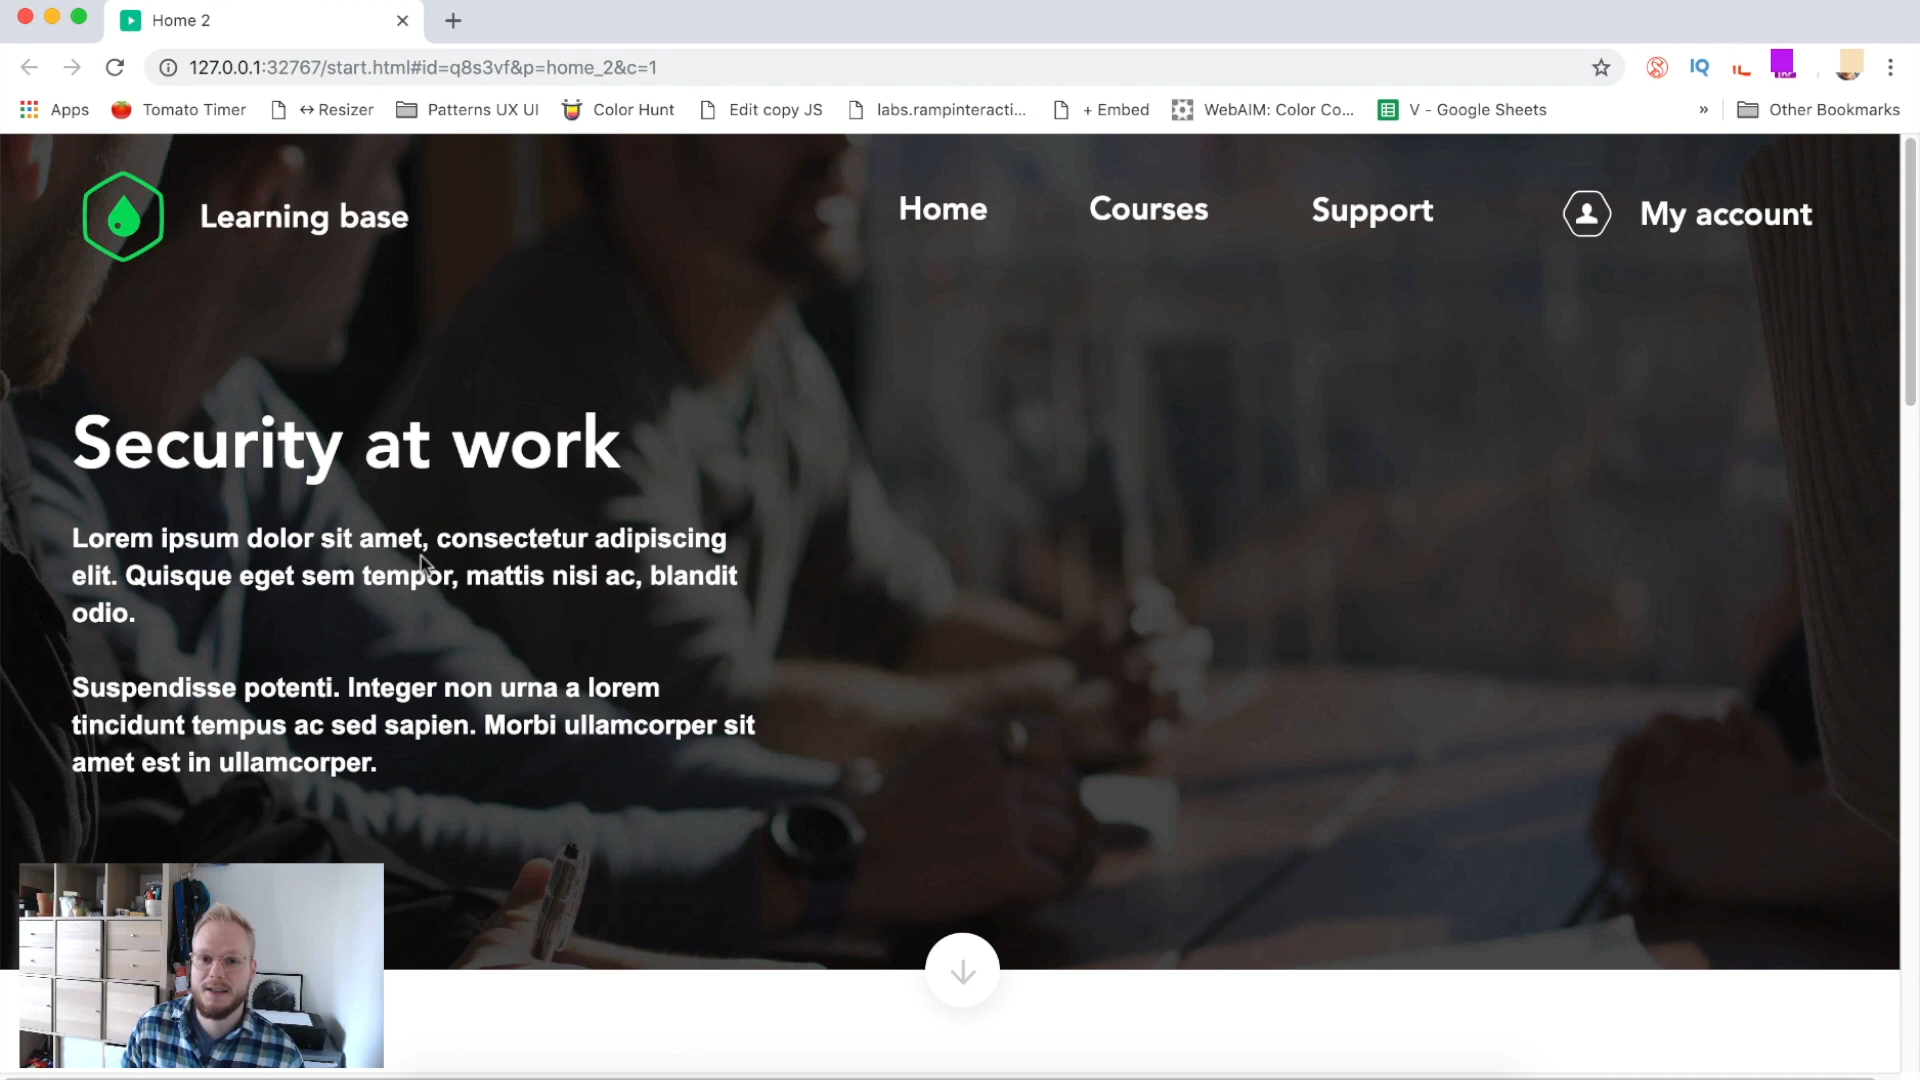 Home 2
127.0.0.1:32767/start.html#id=q8s3vf&p=home_2&c=1
IQ
Apps
Tomato Timer
↔ Resizer
Patterns UX UI
Color Hunt
Edit copy JS
labs.rampinteracti...
+ Embed
WebAIM: Color Co...
V - Google Sheets
»
Other Bookmarks
Learning base
Home
Courses
Support
My account
Security at work
Lorem ipsum dolor sit amet, consectetur adipiscing
elit. Quisque eget sem tempor, mattis nisi ac, blandit
odio.
Suspendisse potenti. Integer non urna a lorem
tincidunt tempus ac sed sapien. Morbi ullamcorper sit
amet est in ullamcorper.